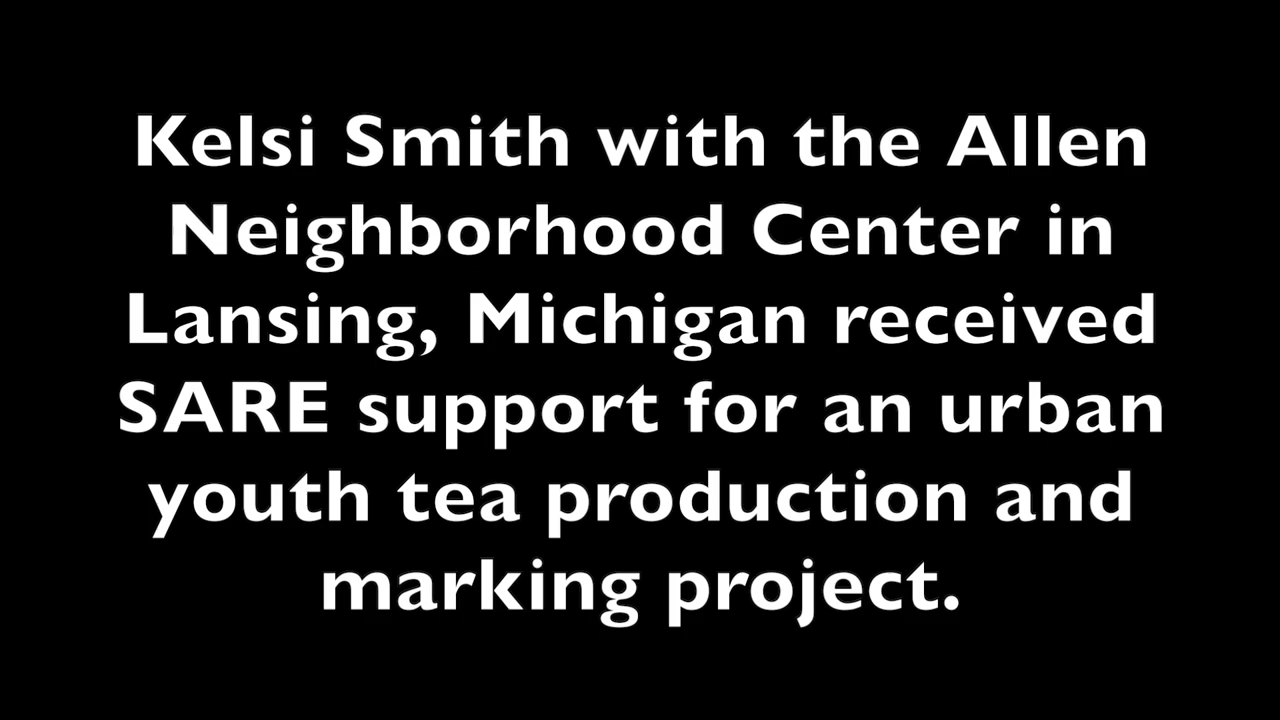 Kelsi Smith with the Allen
Neighborhood Center in
Lansing, Michigan received
SARE support for an urban
youth tea production and
marking project.